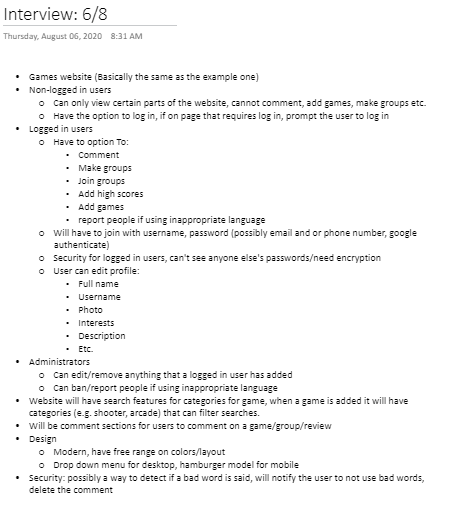 Interview: 6/8
Thursday, August 06, 2020 8:31 AM
• Games website (Basically the same as the example one)
• Non-logged in users
o Can only view certain parts of the website, cannot comment, add games, make groups etc.
o Have the option to log in, if on page that requires log in, prompt the user to log in
• Logged in users
o Have to option To:
▪ Comment
▪ Make groups
▪ Join groups
▪ Add high scores
▪ Add games
▪ report people if using inappropriate language
o Will have to join with username, password (possibly email and or phone number, google
authenticate)
o Security for logged in users, can't see anyone else's passwords/need encryption
o User can edit profile:
▪ Full name
▪ Username
▪ Photo
▪ Interests
▪ Description
▪ Etc.
• Administrators
o Can edit/remove anything that a logged in user has added
o Can ban/report people if using inappropriate language
• Website will have search features for categories for game, when a game is added it will have
categories (e.g. shooter, arcade) that can filter searches.
• Will be comment sections for users to comment on a game/group/review
• Design
o Modern, have free range on colors/layout
o Drop down menu for desktop, hamburger model for mobile
• Security: possibly a way to detect if a bad word is said, will notify the user to not use bad words,
delete the comment